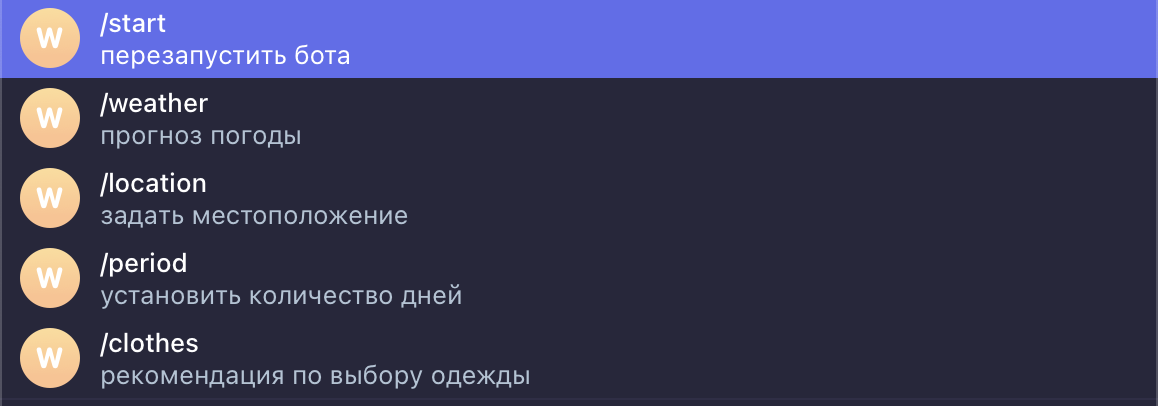 W
/start
перезапустить бота
W
/weather
прогноз погоды
W
/location
задать местоположение
W
/period
установить количество дней
W
/clothes
рекомендация по выбору одежды